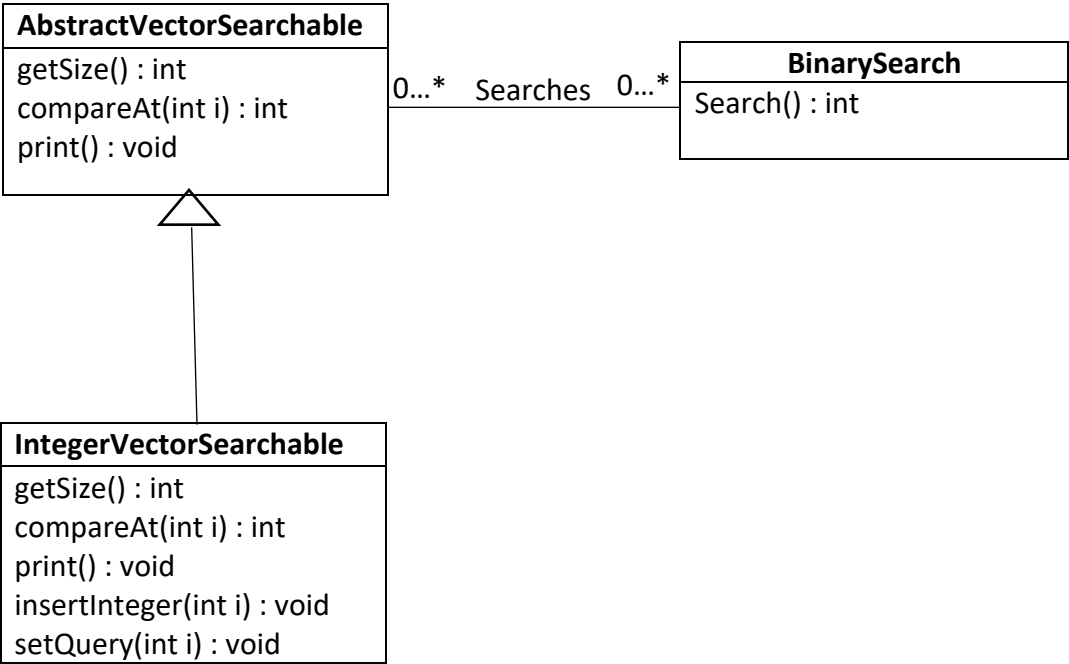 AbstractVectorSearchable
getSize() : int
compareAt(int i) : int
print() : void
0...* Searches 0...*
BinarySearch
Search() : int
IntegerVectorSearchable
getSize() : int
compareAt(int i) : int
print() : void
insertInteger(int i) : void
setQuery(int i) : void